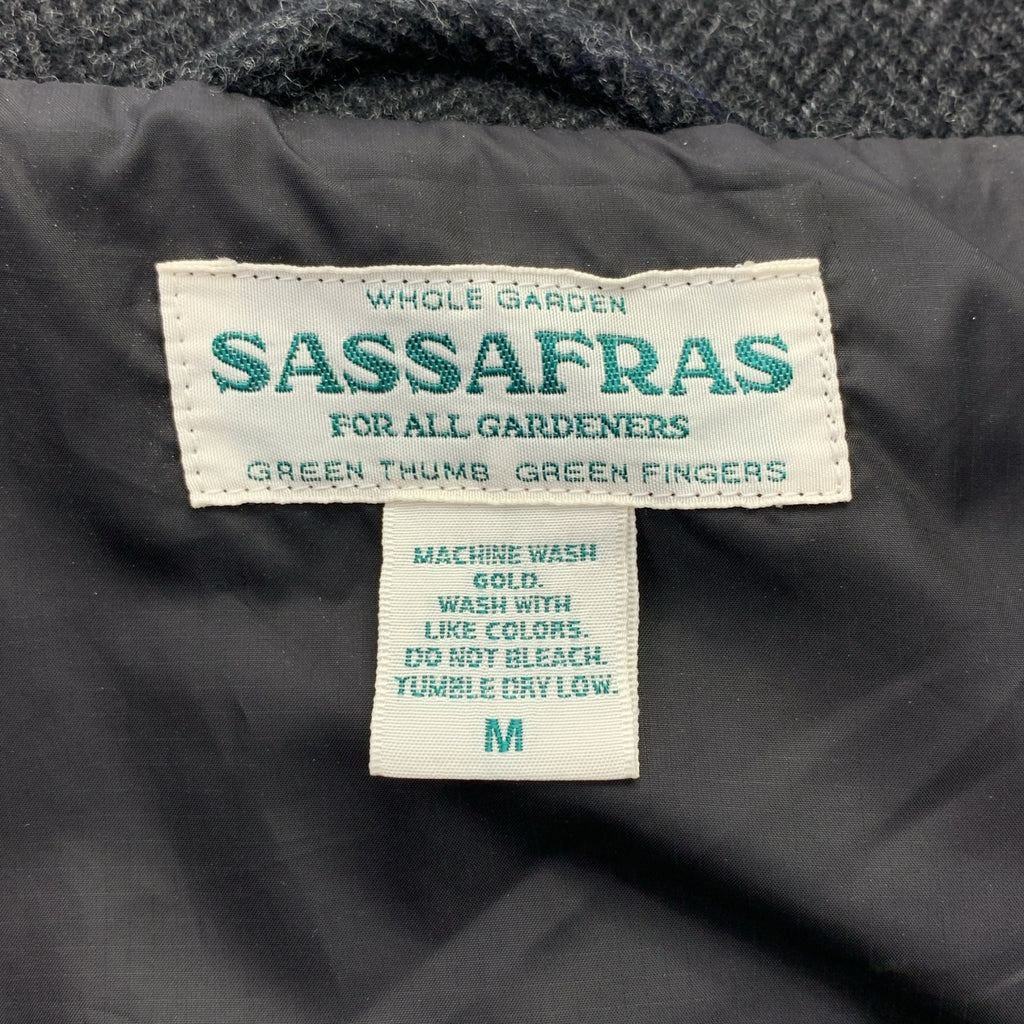 WHOLE GARDEN
SASSAFRAS
FOR ALL GARDENERS
GREEN THUMB GREEN FINGERS
MACHINE WASH
GOLD.
WASH WITH
LIKE COLORS.
DO NOT BLEACH.
TUMBLE DRY LOW.
M